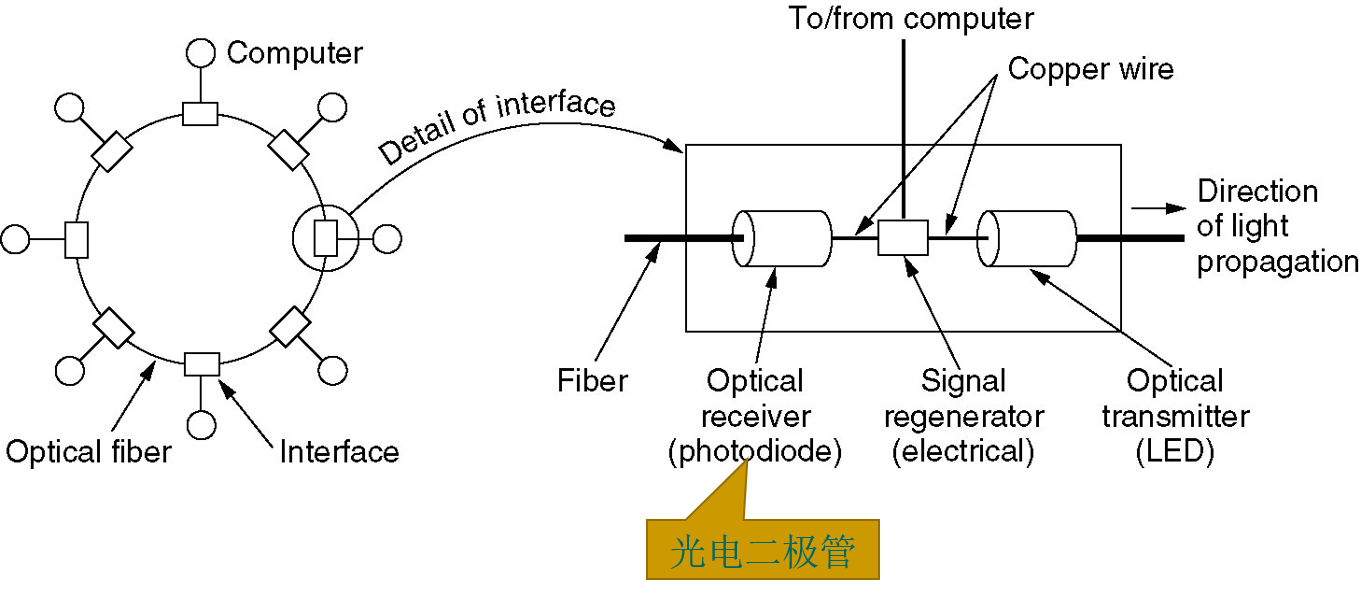 To/from computer
Computer
Copper wire
Detail of interface
Direction
of light
propagation
Fiber
Optical
receiver
(photodiode)
Signal
regenerator
(electrical)
Optical
transmitter
(LED)
Optical fiber
Interface
光电二极管